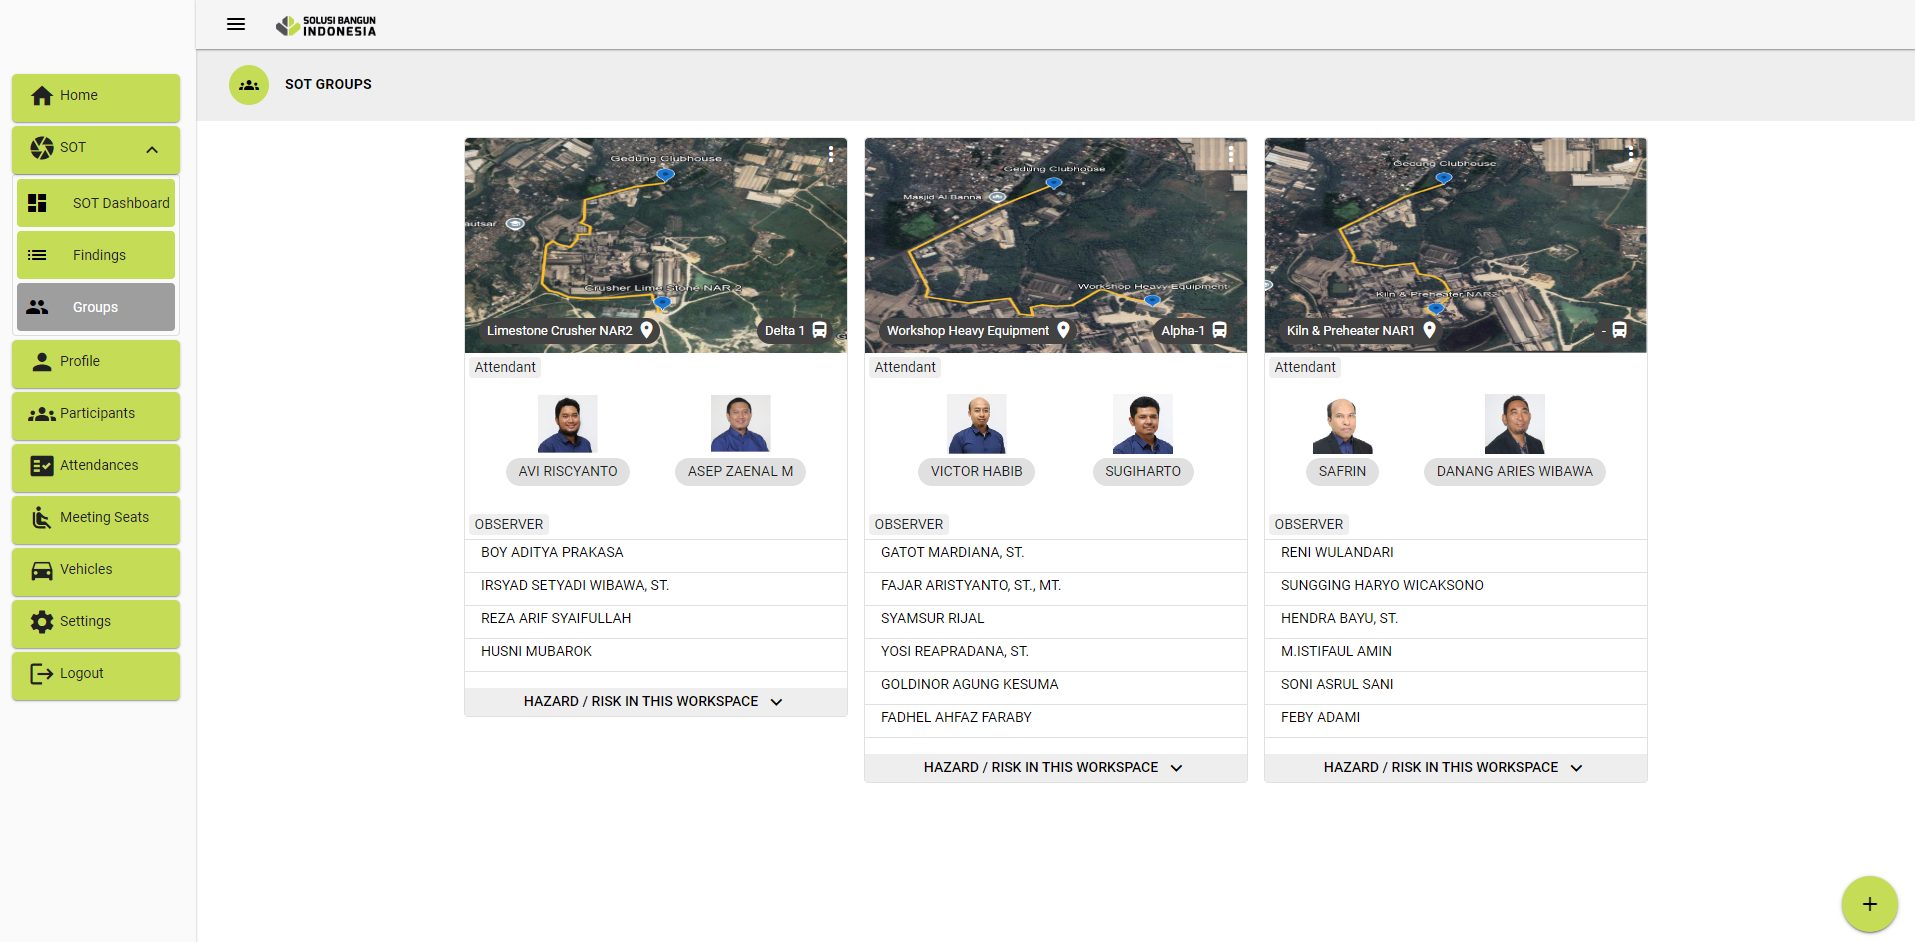 SOLUSI BANGUN
INDONESIA
SOT GROUPS
Home
SOT
SOT Dashboard
Findings
Groups
Profile
Participants
Attendances
Meeting Seats
Vehicles
Settings
Logout
Gedung Clubhouse
utsar
Crusher Lime Stone NAR 2
Limestone Crusher NAR2
Delta 1
Attendant
AVI RISCYANTO
ASEP ZAENAL M
OBSERVER
BOY ADITYA PRAKASA
IRSYAD SETYADI WIBAWA, ST.
REZA ARIF SYAIFULLAH
HUSNI MUBAROK
HAZARD / RISK IN THIS WORKSPACE
Gedung Clubhouse
Masjid Al Banna
Workshop Heavy Equipment
Workshop Heavy Equipment
Alpha-1
Attendant
VICTOR HABIB
SUGIHARTO
OBSERVER
GATOT MARDIANA, ST.
FAJAR ARISTYANTO, ST., MT.
SYAMSUR RIJAL
YOSI REAPRADANA, ST.
GOLDINOR AGUNG KESUMA
FADHEL AHFAZ FARABY
HAZARD / RISK IN THIS WORKSPACE
Gedung Clubhouse
Kiln & Preheater NAR2
Kiln & Preheater NAR1
-
Attendant
SAFRIN
DANANG ARIES WIBAWA
OBSERVER
RENI WULANDARI
SUNGGING HARYO WICAKSONO
HENDRA BAYU, ST.
M.ISTIFAUL AMIN
SONI ASRUL SANI
FEBY ADAMI
HAZARD / RISK IN THIS WORKSPACE
+